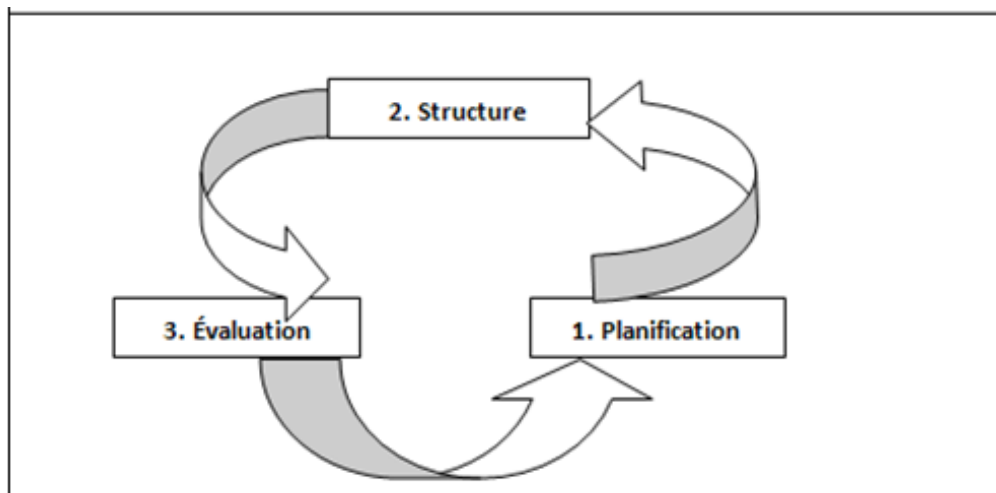 2. Structure
3. Évaluation
1. Planification